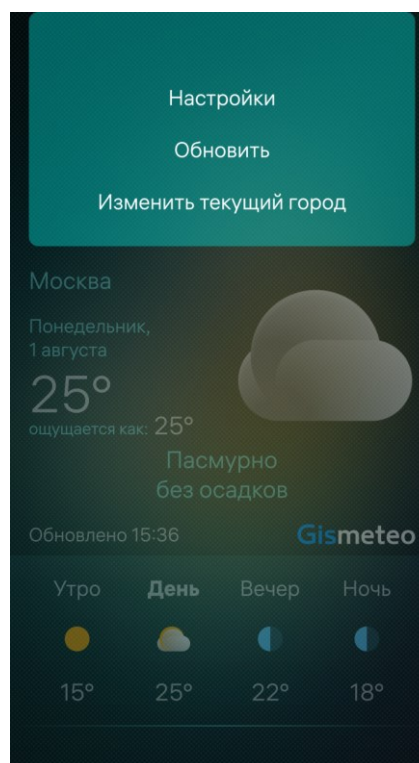 Настройки
Обновить
Изменить текущий город
Москва
Понедельник,
1 августа
25°
ощущается как: 25°
Пасмурно
без осадков
Обновлено 15:36
Gismeteo
Утро День Вечер Ночь
15° 25° 22° 18°